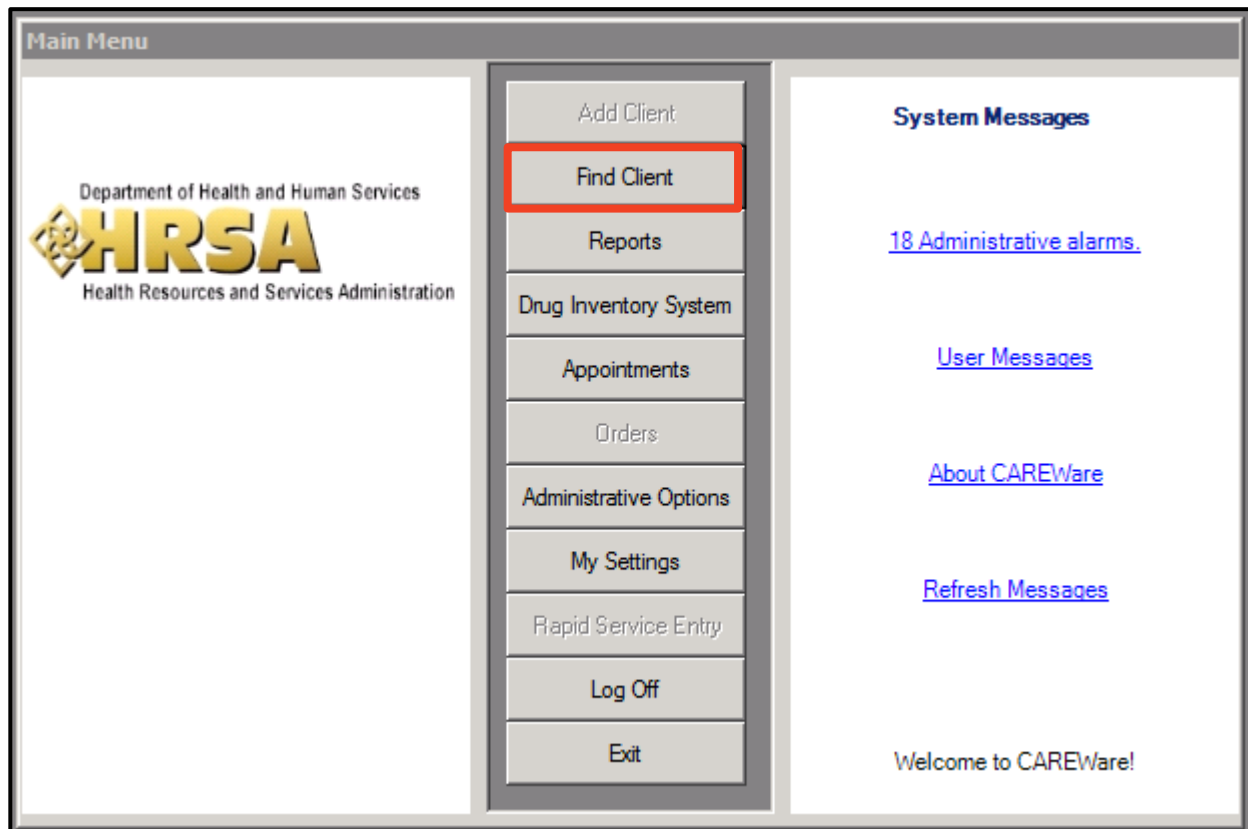 Main Menu
Department of Health and Human Services
HRSA
Health Resources and Services Administration
Add Client
Find Client
Reports
Drug Inventory System
Appointments
Orders
Administrative Options
My Settings
Rapid Service Entry
Log Off
Exit
System Messages
18 Administrative alarms.
User Messages
About CAREWare
Refresh Messages
Welcome to CAREWare!